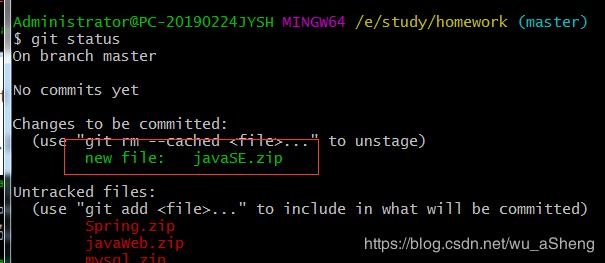 Administrator@PC-20190224JYSH MINGW64 /e/study/homework (master)
$ git status
On branch master
No commits yet
Changes to be committed:
(use "git rm --cached <file>..." to unstage)
new file: javaSE.zip
Untracked files:
(use "git add <file>..." to include in what will be committed)
Spring.zip
javaWeb.zip
mysql.zip
https://blog.csdn.net/wu_aSheng